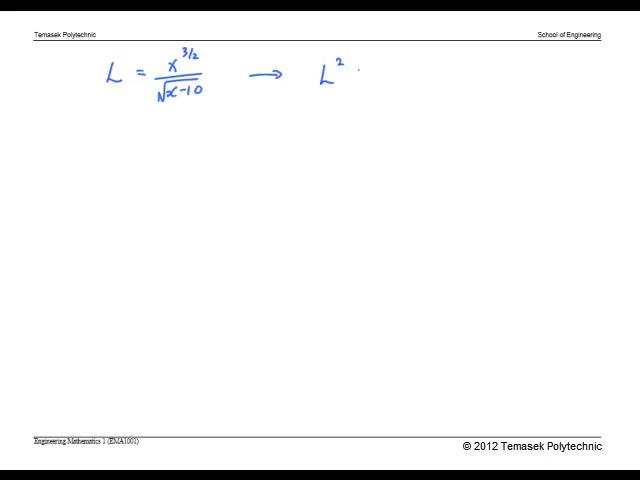 Temasek Polytechnic School of Engineering
L = x^{3/2} / √(x-10) → L²
Engineering Mathematics 1 (EMA1001)
© 2012 Temasek Polytechnic